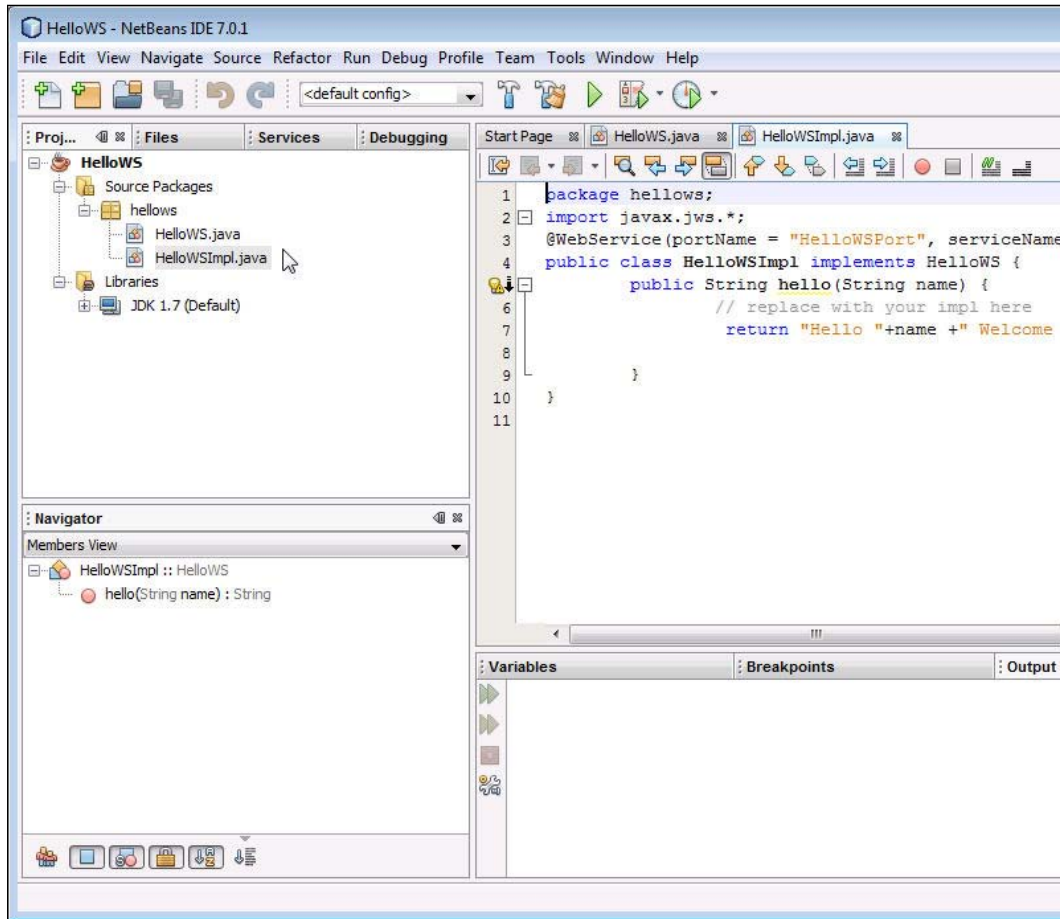 HelloWS - NetBeans IDE 7.0.1
File Edit View Navigate Source Refactor Run Debug Profile Team Tools Window Help
<default config>
Proj... Files Services Debugging
HelloWS
Source Packages
hellows
HelloWS.java
HelloWSImpl.java
Libraries
JDK 1.7 (Default)
Navigator
Members View
HelloWSImpl :: HelloWS
hello(String name) : String
Start Page HelloWS.java HelloWSImpl.java
1 package hellows;
2 import javax.jws.*;
3 @WebService(portName = "HelloWSPort", serviceName
4 public class HelloWSImpl implements HelloWS {
public String hello(String name) {
6 // replace with your impl here
7 return "Hello "+name +" Welcome
8
9 }
10 }
11
Variables Breakpoints Output